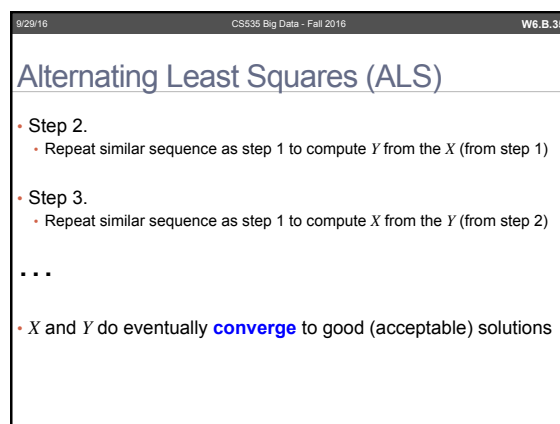 9/29/16 CS535 Big Data - Fall 2016 W6.B.35
Alternating Least Squares (ALS)
• Step 2.
• Repeat similar sequence as step 1 to compute Y from the X (from step 1)
• Step 3.
• Repeat similar sequence as step 1 to compute X from the Y (from step 2)
...
• X and Y do eventually converge to good (acceptable) solutions